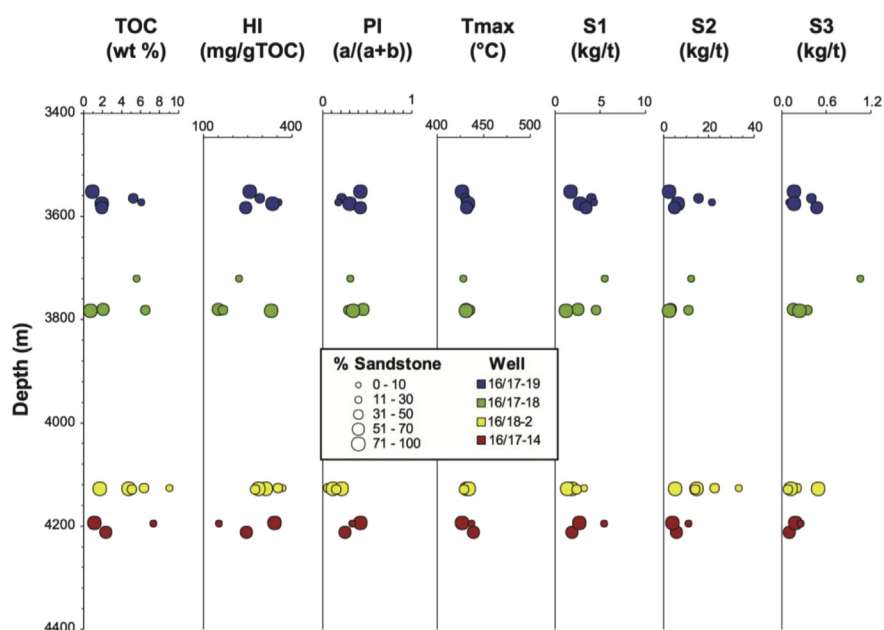 TOC HI PI Tmax S1 S2 S3
(wt %) (mg/gTOC) (a/(a+b)) (°C) (kg/t) (kg/t) (kg/t)
0 2 4 6 8 10 0 1 0 5 10 0.0 0.6 1.2
3400
100 400 400 450 500 0 20 40
3600
3800
Depth (m)
% Sandstone Well
0 - 10 16/17-19
11 - 30 16/17-18
31 - 50 16/18-2
51 - 70 16/17-14
71 - 100
4000
4200
4400